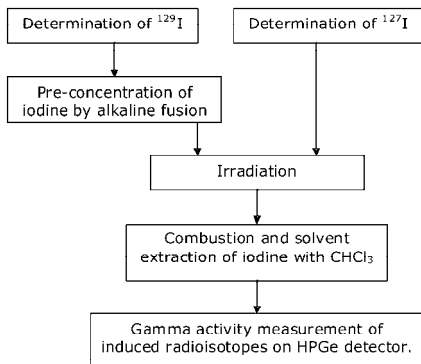 Determination of ¹²⁹I
Determination of ¹²⁷I
Pre-concentration of
iodine by alkaline fusion
Irradiation
Combustion and solvent
extraction of iodine with CHCl₃
Gamma activity measurement of
induced radioisotopes on HPGe detector.